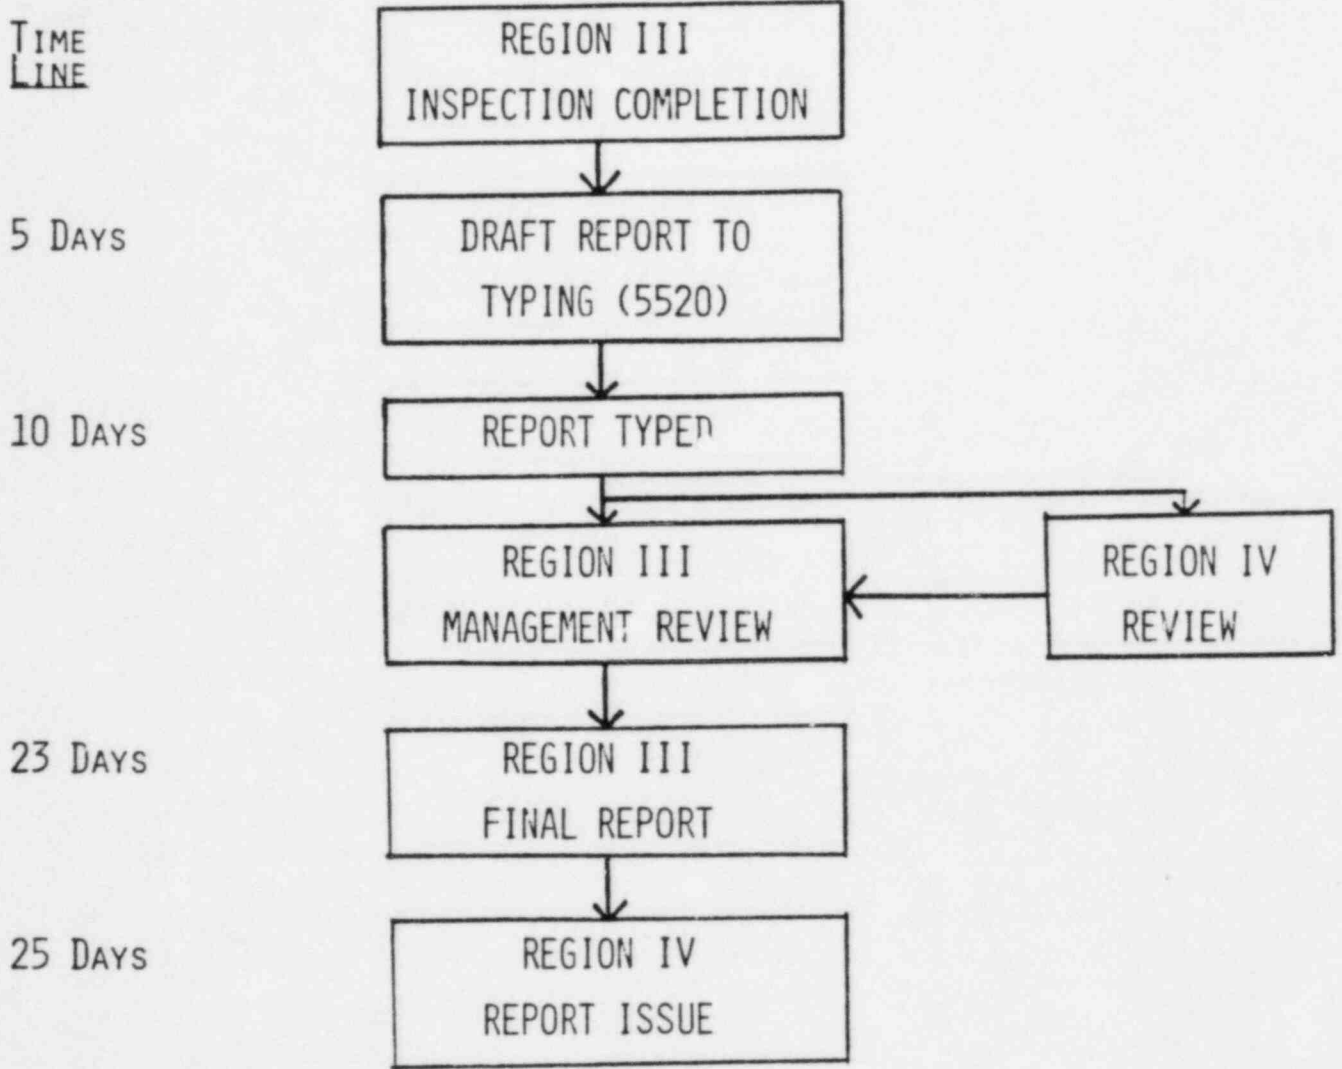 TIME
LINE
REGION III
INSPECTION COMPLETION
5 DAYS
DRAFT REPORT TO
TYPING (5520)
10 DAYS
REPORT TYPED
REGION III
MANAGEMENT REVIEW
REGION IV
REVIEW
23 DAYS
REGION III
FINAL REPORT
25 DAYS
REGION IV
REPORT ISSUE